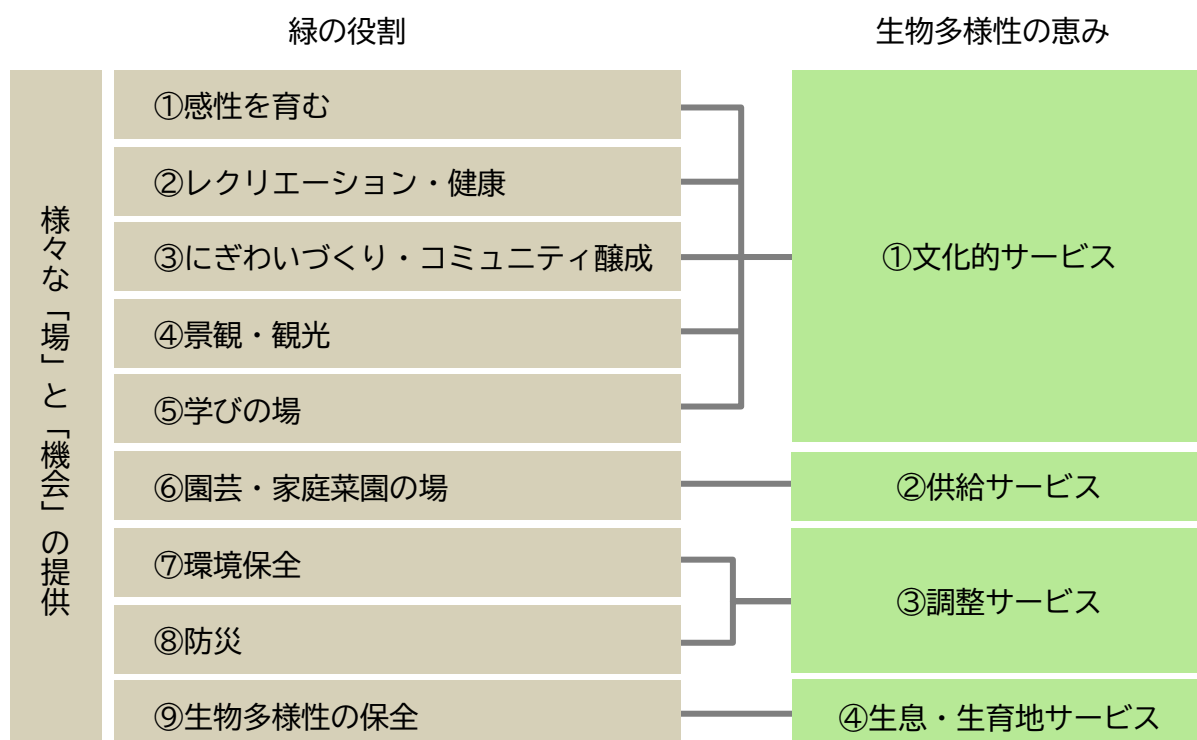 緑の役割
生物多様性の恵み
様々な「場」と「機会」の提供
①感性を育む
②レクリエーション・健康
③にぎわいづくり・コミュニティ醸成
④景観・観光
⑤学びの場
⑥園芸・家庭菜園の場
⑦環境保全
⑧防災
⑨生物多様性の保全
①文化的サービス
②供給サービス
③調整サービス
④生息・生育地サービス